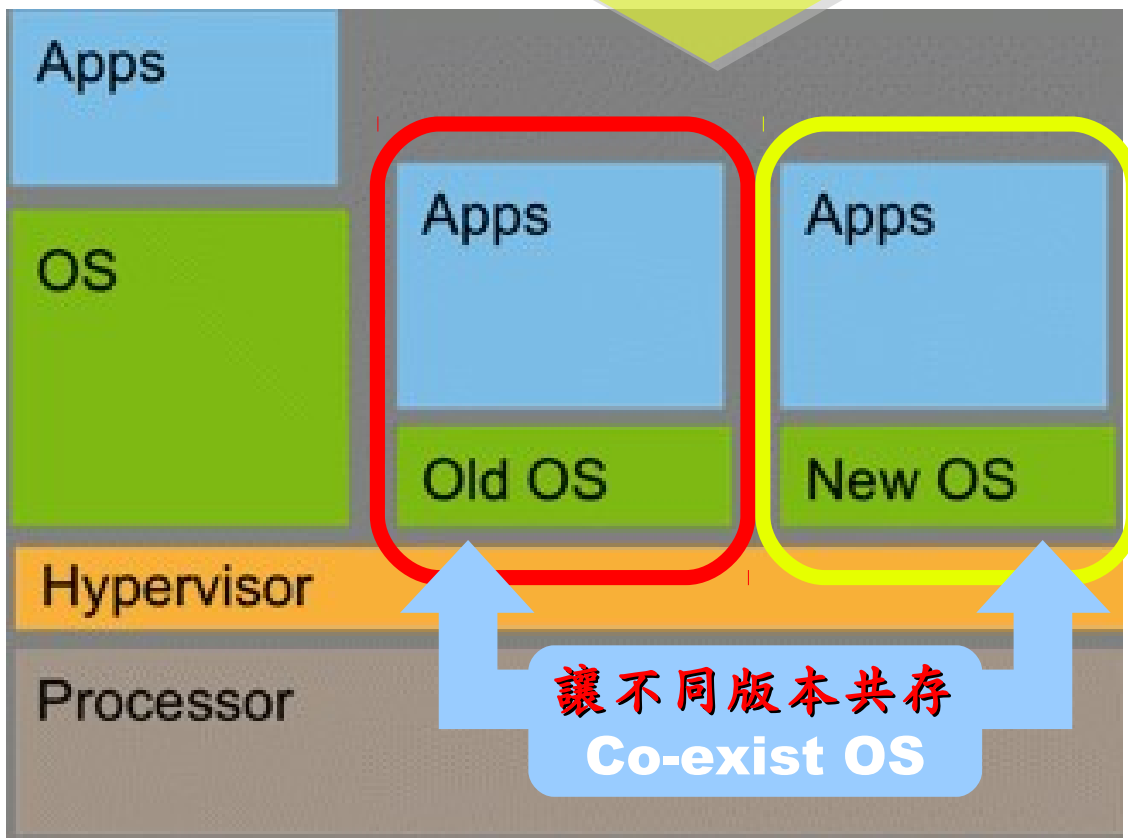 Apps
OS
Apps
Old OS
Apps
New OS
Hypervisor
Processor
讓不同版本共存
Co-exist OS